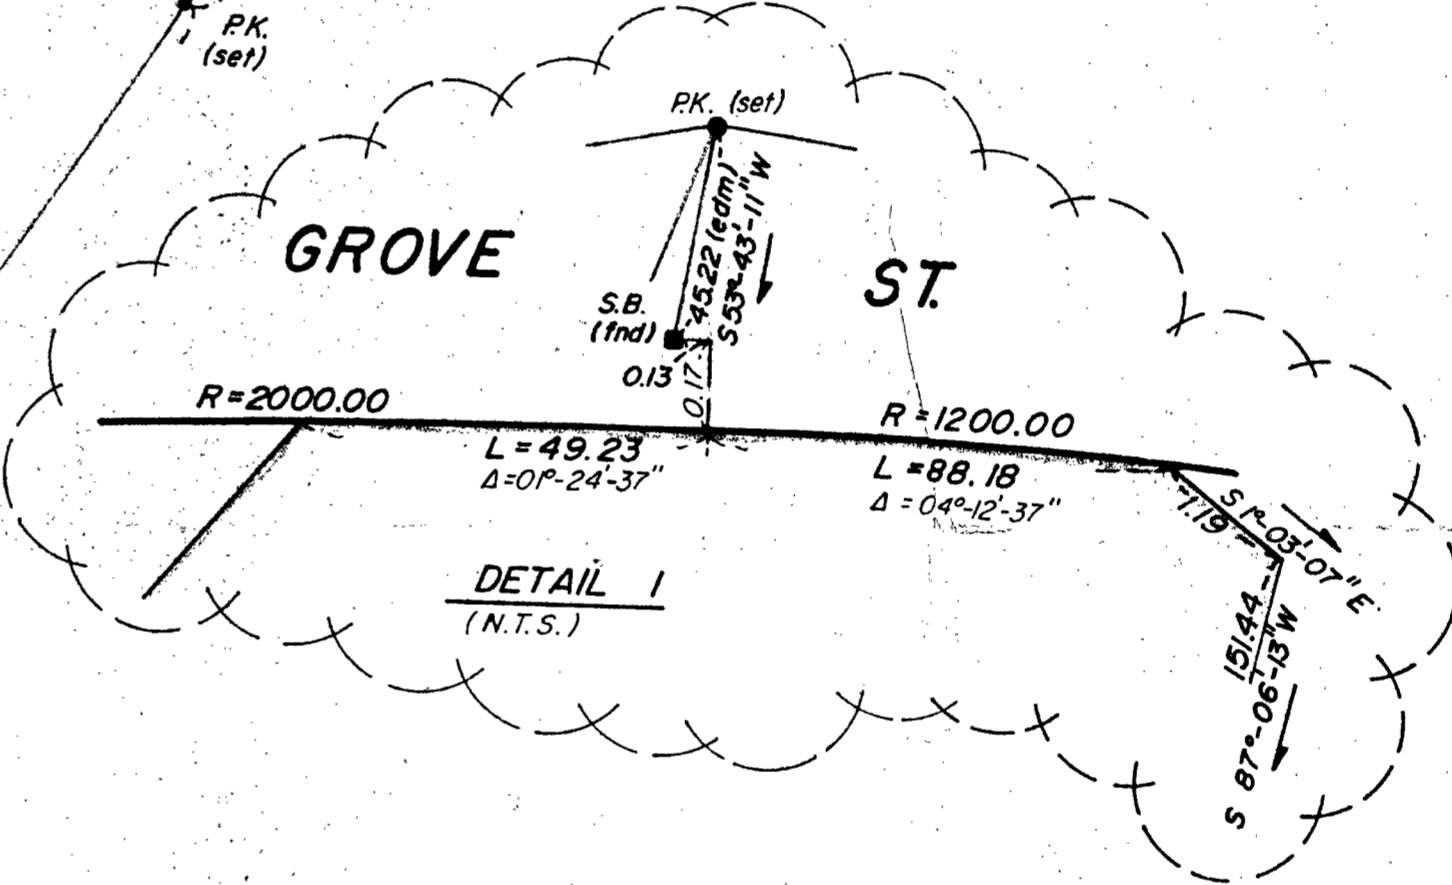 P.K.
(set)
P.K. (set)
GROVE ST.
45.22 (edm)
S 53°-43'-11" W
S.B.
(fnd)
0.13
0.17
R=2000.00
L=49.23
Δ=01°-24'-37"
R=1200.00
L=88.18
Δ=04°-12'-37"
1.19
S 1°-03'-07" E
151.44
S 87°-06'-13" W
DETAIL 1
(N.T.S.)